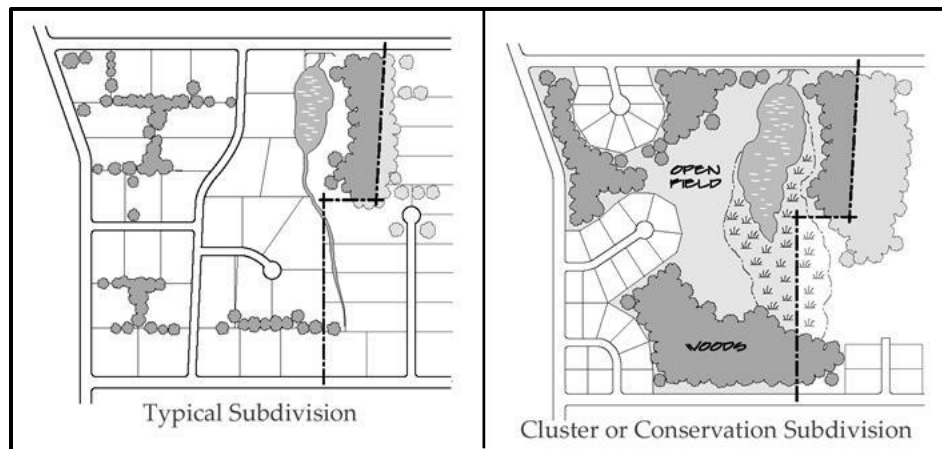 OPEN
FIELD
WOODS
Typical Subdivision
Cluster or Conservation Subdivision